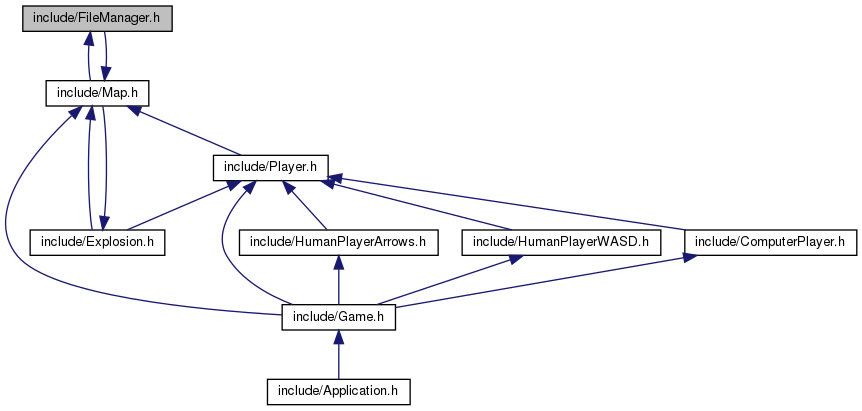 include/FileManager.h
include/Map.h
include/Player.h
include/Explosion.h
include/HumanPlayerArrows.h
include/HumanPlayerWASD.h
include/ComputerPlayer.h
include/Game.h
include/Application.h